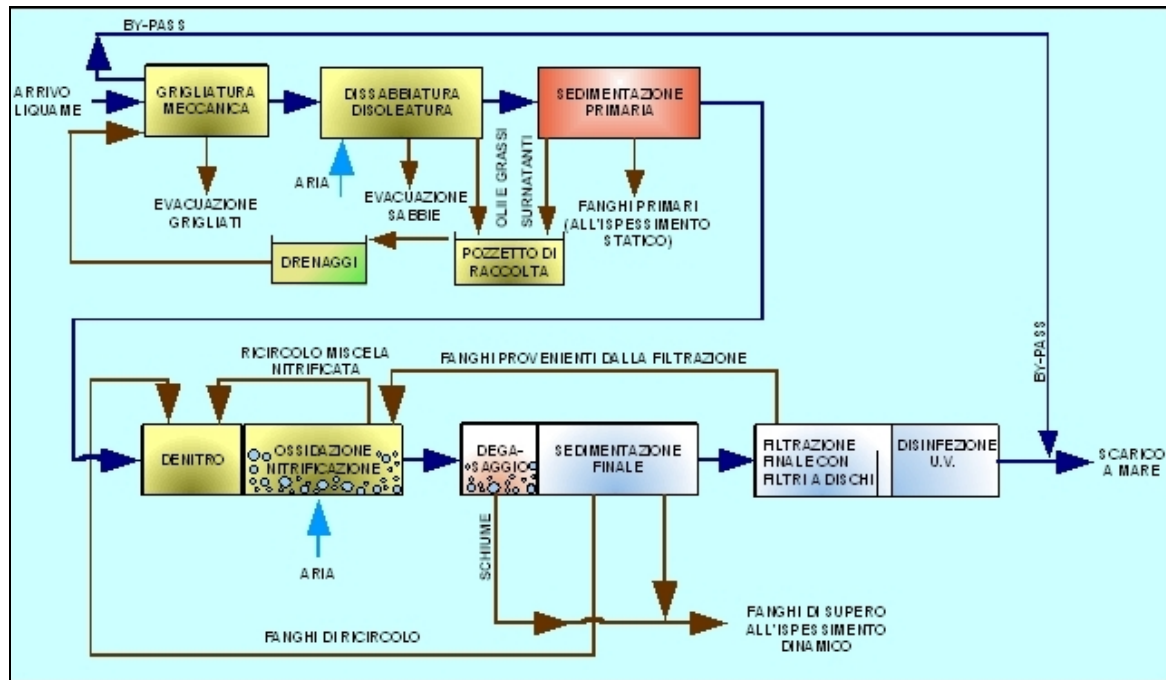 BY-PASS
ARRIVO
LIQUAME
GRIGLIATURA
MECCANICA
DISSABBIATURA
DISOLEATURA
SEDIMENTAZIONE
PRIMARIA
EVACUAZIONE
GRIGLIATI
ARIA
EVACUAZIONE
SABBIE
OLII E GRASSI
SURNATANTI
FANGHI PRIMARI
(ALL'ISPESSIMENTO
STATICO)
DRENAGGI
POZZETTO DI
RACCOLTA
BY-PASS
RICIRCOLO MISCELA
NITRIFICATA
FANGHI PROVENIENTI DALLA FILTRAZIONE
DENITRO
OSSIDAZIONE
NITRIFICAZIONE
DEGA-
SAGGIO
SEDIMENTAZIONE
FINALE
FILTRAZIONE
FINALE CON
FILTRI A DISCHI
DISINFEZIONE
U.V.
SCARICO
A MARE
ARIA
SCHIUME
FANGHI DI RICIRCOLO
FANGHI DI SUPERO
ALL'ISPESSIMENTO
DINAMICO